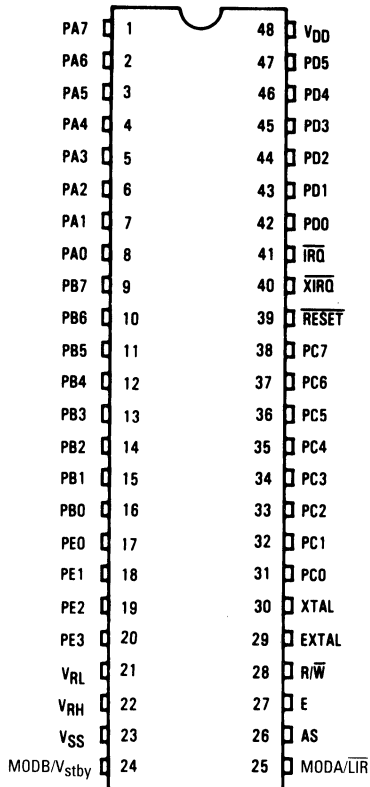 PA7 1 48 VDD
PA6 2 47 PD5
PA5 3 46 PD4
PA4 4 45 PD3
PA3 5 44 PD2
PA2 6 43 PD1
PA1 7 42 PD0
PA0 8 41 I̅R̅Q̅
PB7 9 40 X̅I̅R̅Q̅
PB6 10 39 R̅E̅S̅E̅T̅
PB5 11 38 PC7
PB4 12 37 PC6
PB3 13 36 PC5
PB2 14 35 PC4
PB1 15 34 PC3
PB0 16 33 PC2
PE0 17 32 PC1
PE1 18 31 PC0
PE2 19 30 XTAL
PE3 20 29 EXTAL
VRL 21 28 R/W̅
VRH 22 27 E
VSS 23 26 AS
MODB/Vstby 24 25 MODA/L̅I̅R̅